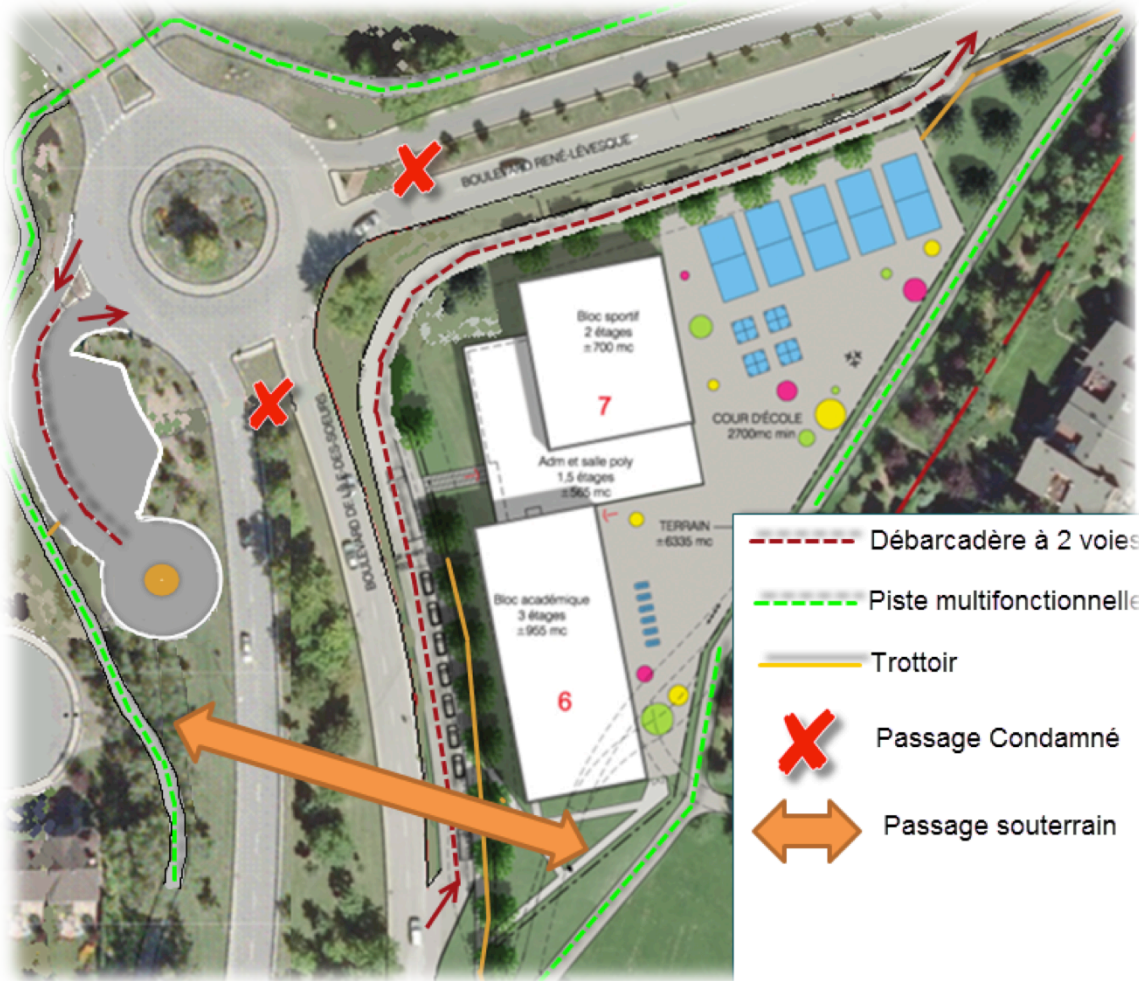 BOULEVARD RENÉ-LÉVESQUE
Bloc sportif
2 étages
±700 mc
7
COUR D'ÉCOLE
2700mc min
Adm et salle poly
1,5 étages
±565 mc
BOULEVARD DE L'ÎLE-DES-SOEURS
TERRAIN
±6335 mc
Bloc académique
3 étages
±955 mc
6
Débarcadère à 2 voies
Piste multifonctionnelle
Trottoir
Passage Condamné
Passage souterrain